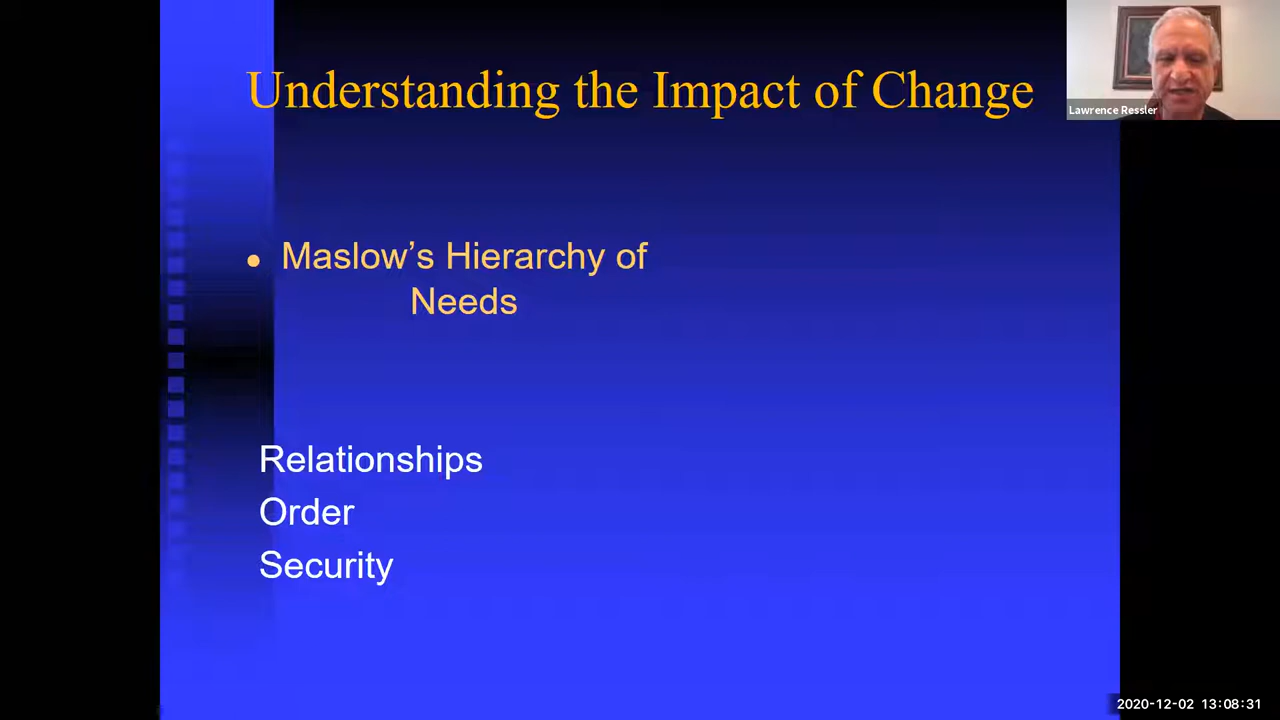 Understanding the Impact of Change
Lawrence Ressler
• Maslow’s Hierarchy of
Needs
Relationships
Order
Security
2020-12-02 13:08:31